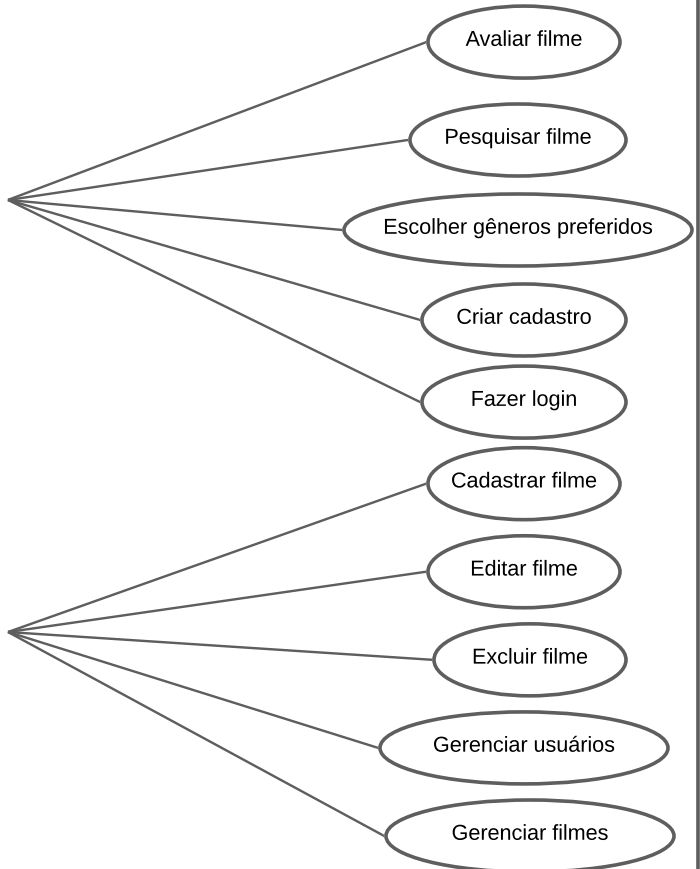 Avaliar filme
Pesquisar filme
Escolher gêneros preferidos
Criar cadastro
Fazer login
Cadastrar filme
Editar filme
Excluir filme
Gerenciar usuários
Gerenciar filmes